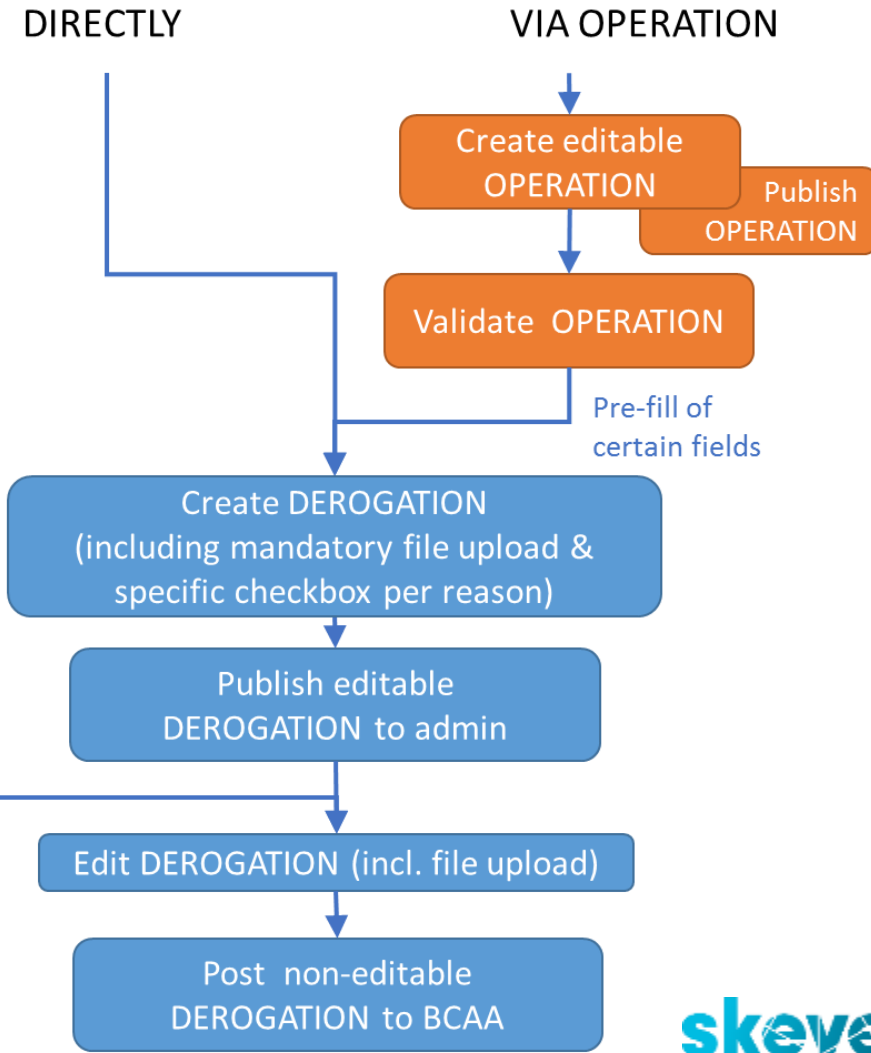 DIRECTLY
VIA OPERATION
Create editable
OPERATION
Publish
OPERATION
Validate OPERATION
Pre-fill of
certain fields
Create DEROGATION
(including mandatory file upload &
specific checkbox per reason)
Publish editable
DEROGATION to admin
Edit DEROGATION (incl. file upload)
Post non-editable
DEROGATION to BCAA